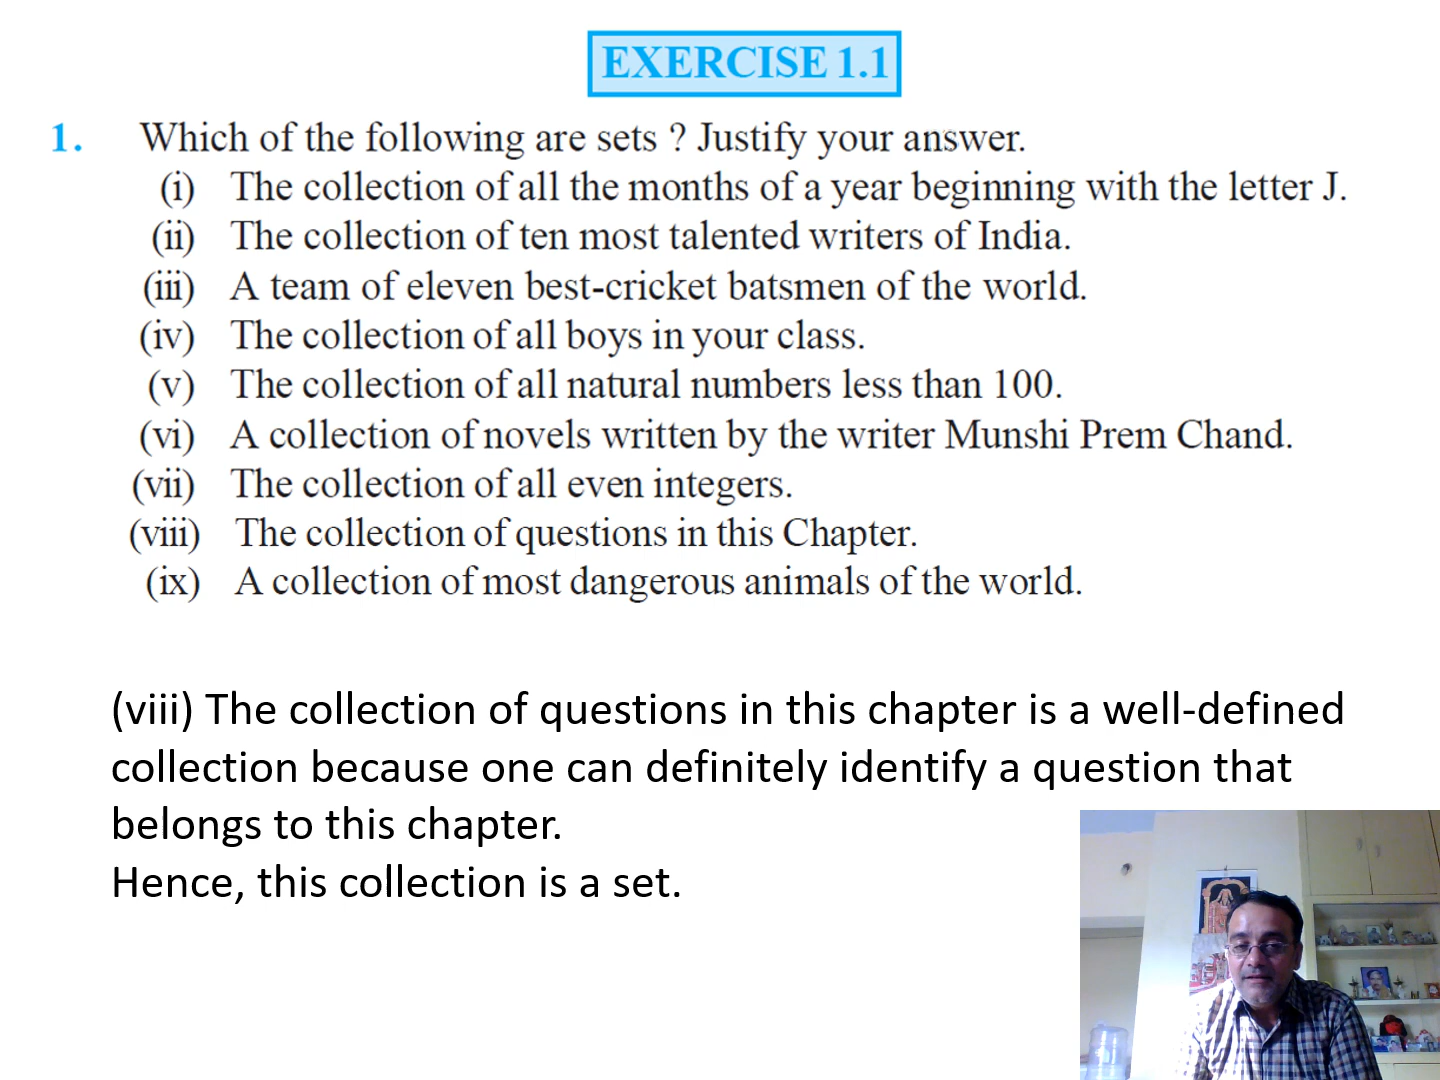 EXERCISE 1.1
1. Which of the following are sets ? Justify your answer.
(i) The collection of all the months of a year beginning with the letter J.
(ii) The collection of ten most talented writers of India.
(iii) A team of eleven best-cricket batsmen of the world.
(iv) The collection of all boys in your class.
(v) The collection of all natural numbers less than 100.
(vi) A collection of novels written by the writer Munshi Prem Chand.
(vii) The collection of all even integers.
(viii) The collection of questions in this Chapter.
(ix) A collection of most dangerous animals of the world.
(viii) The collection of questions in this chapter is a well-defined
collection because one can definitely identify a question that
belongs to this chapter.
Hence, this collection is a set.